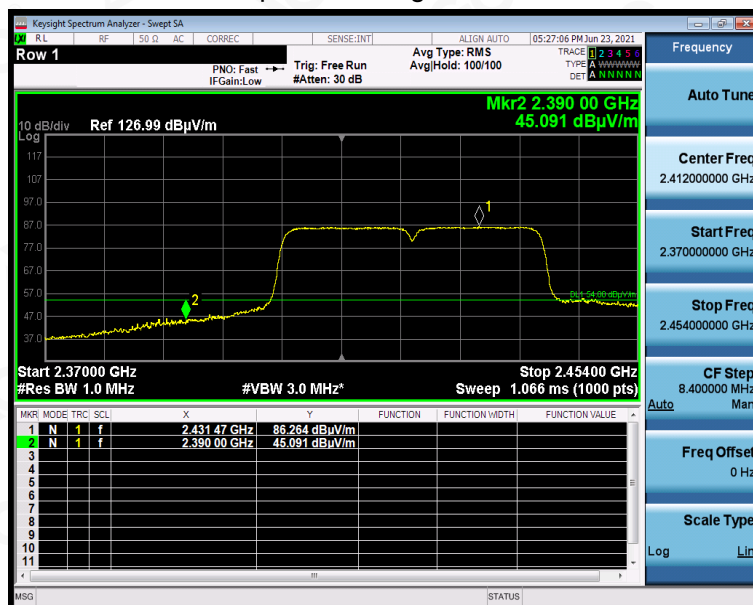 Keysight Spectrum Analyzer - Swept SA
RL RF 50 Ω AC CORREC SENSE:INT ALIGN AUTO 05:27:06 PM Jun 23, 2021
Row 1
PNO: Fast
IFGain:Low
Trig: Free Run
#Atten: 30 dB
Avg Type: RMS
Avg|Hold: 100/100
TRACE 1 2 3 4 5 6
TYPE A WWWWW
DET A N N N N N
Mkr2 2.390 00 GHz
45.091 dBµV/m
10 dB/div Ref 126.99 dBµV/m
Log
117
107
97.0
87.0
77.0
67.0
57.0
47.0
37.0
1
2
DL1 54.00 dBµV/m
Start 2.37000 GHz
Stop 2.45400 GHz
#Res BW 1.0 MHz
#VBW 3.0 MHz*
Sweep 1.066 ms (1000 pts)
MKR MODE TRC SCL X Y FUNCTION FUNCTION WIDTH FUNCTION VALUE
1 N 1 f 2.431 47 GHz 86.264 dBµV/m
2 N 1 f 2.390 00 GHz 45.091 dBµV/m
3
4
5
6
7
8
9
10
11
MSG
STATUS
Frequency
Auto Tune
Center Freq
2.412000000 GHz
Start Freq
2.370000000 GHz
Stop Freq
2.454000000 GHz
CF Step
8.400000 MHz
Auto Man
Freq Offset
0 Hz
Scale Type
Log Lin